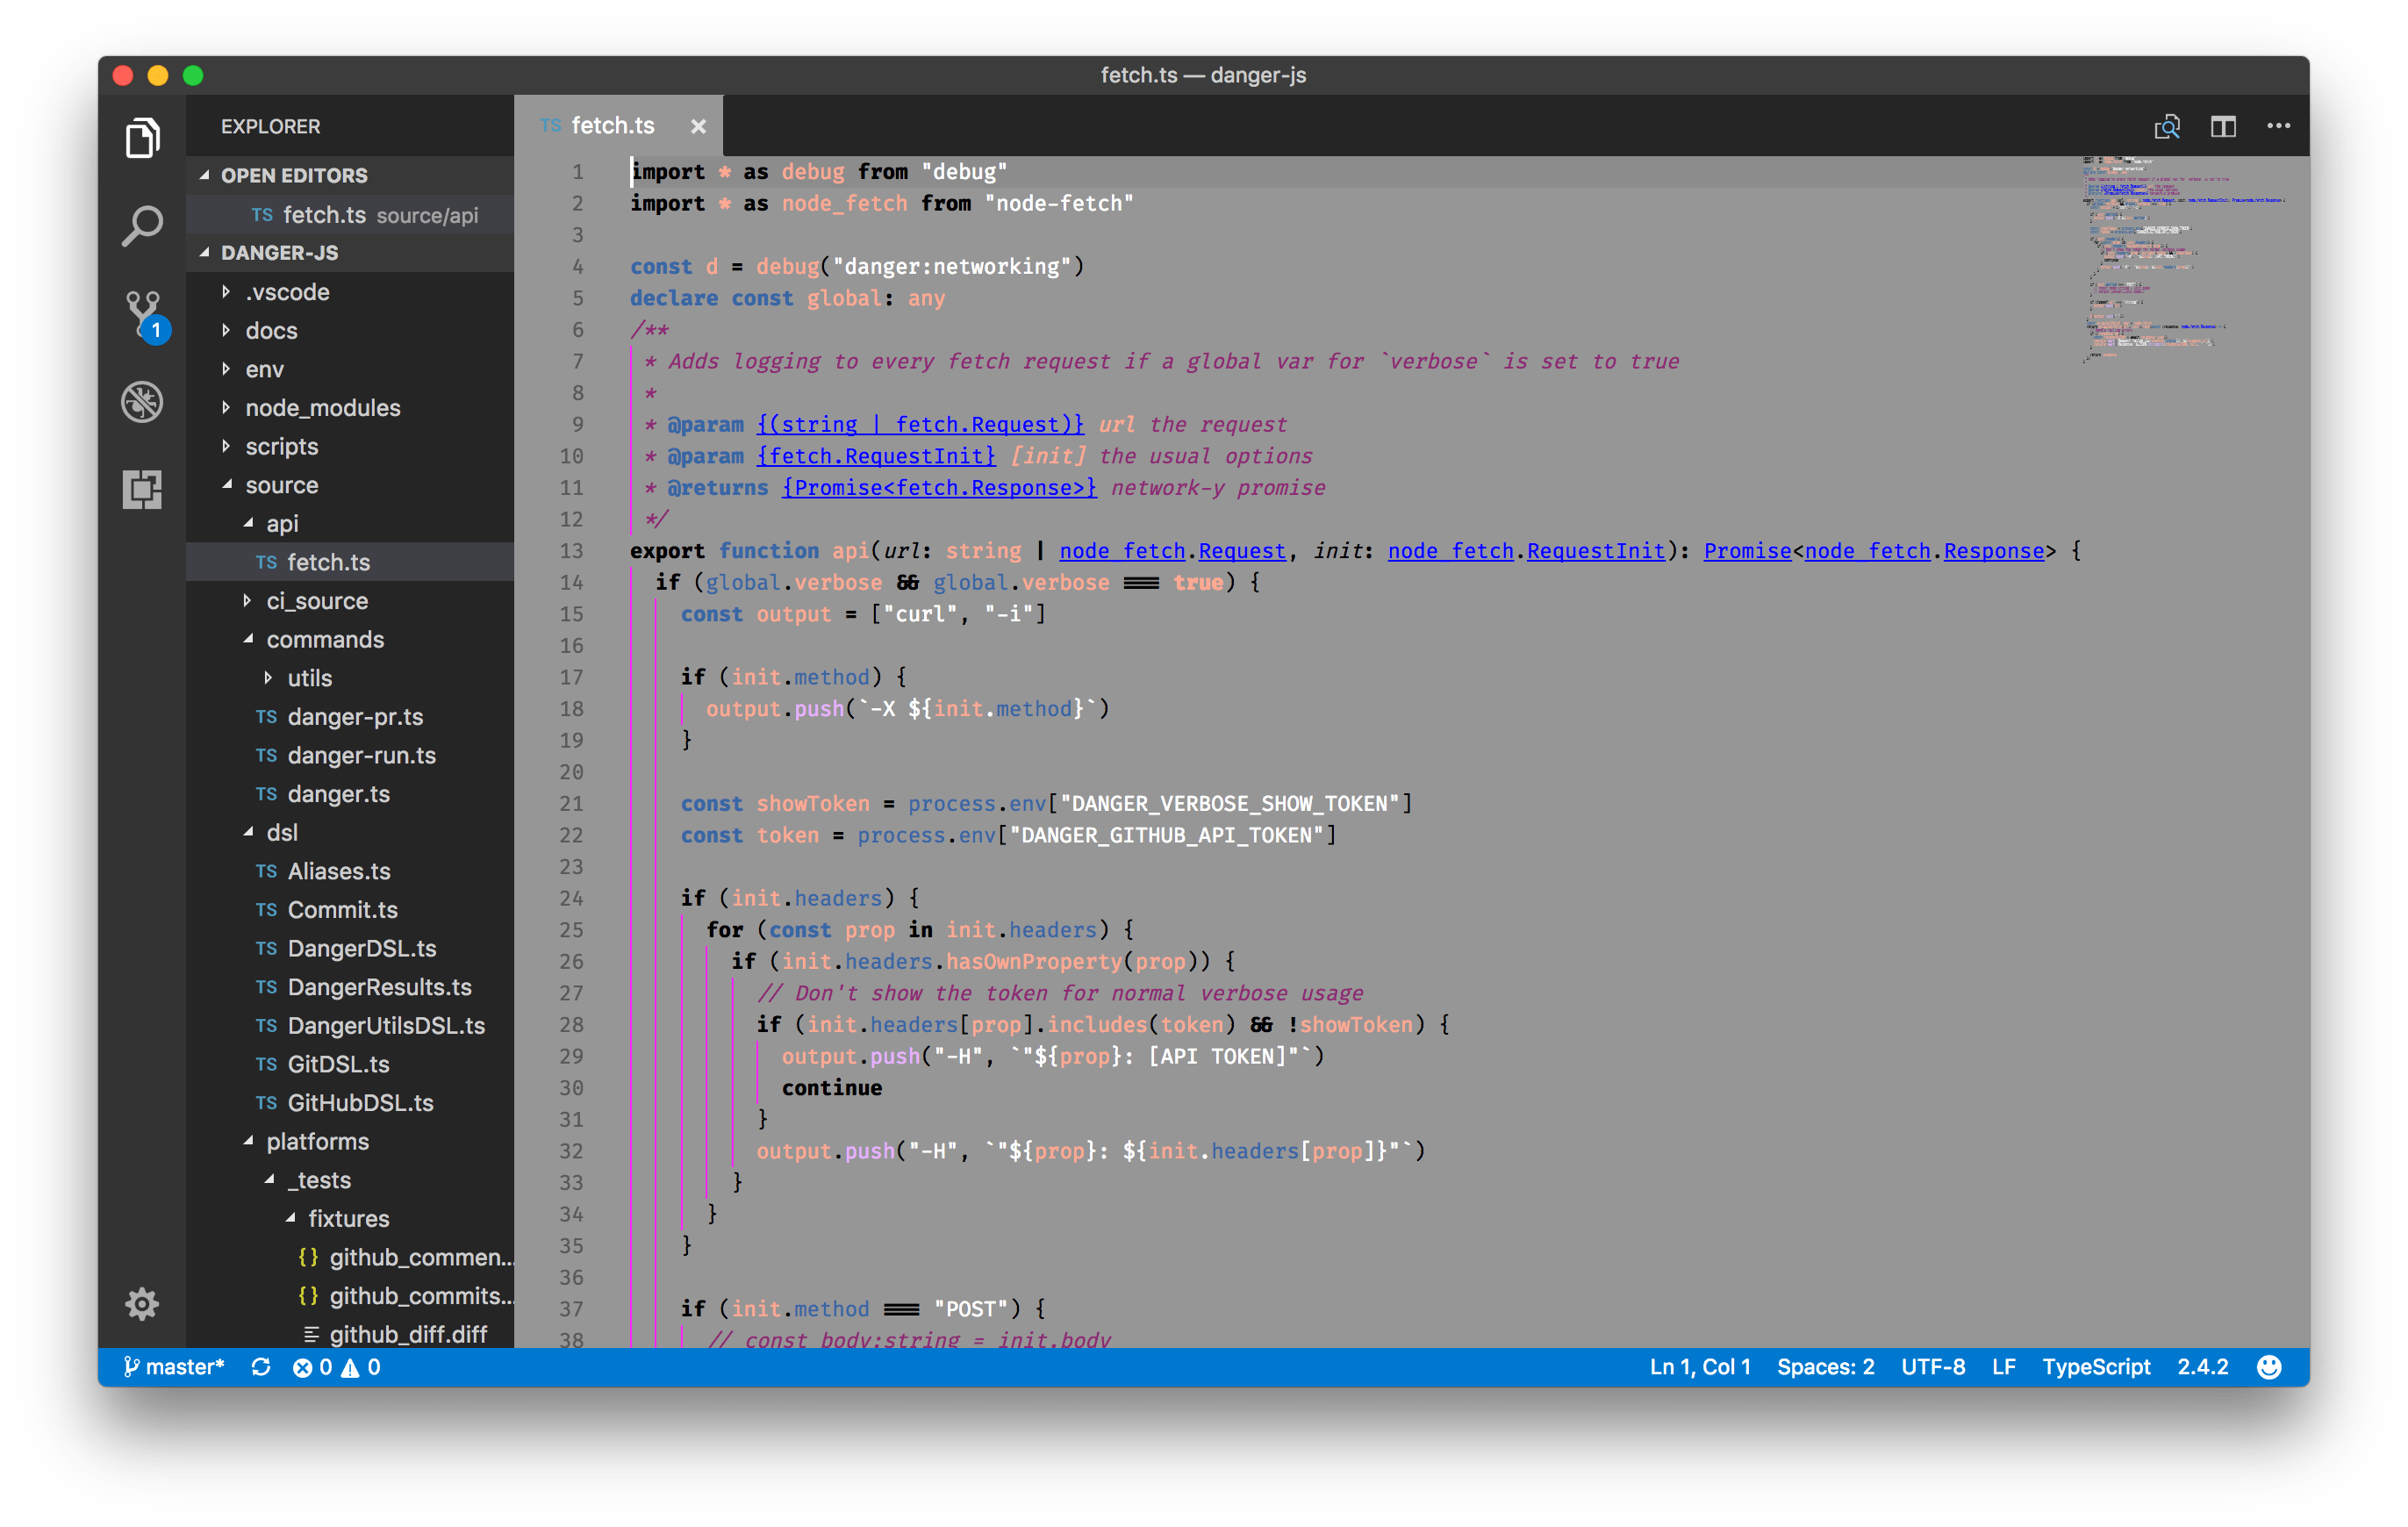 fetch.ts — danger-js
EXPLORER
OPEN EDITORS
TS fetch.ts source/api
DANGER-JS
.vscode
docs
env
node_modules
scripts
source
api
TS fetch.ts
ci_source
commands
utils
TS danger-pr.ts
TS danger-run.ts
TS danger.ts
dsl
TS Aliases.ts
TS Commit.ts
TS DangerDSL.ts
TS DangerResults.ts
TS DangerUtilsDSL.ts
TS GitDSL.ts
TS GitHubDSL.ts
platforms
_tests
fixtures
{} github_commen...
{} github_commits...
github_diff.diff
1
TS fetch.ts ×
1 import * as debug from "debug"
2 import * as node_fetch from "node-fetch"
3
4 const d = debug("danger:networking")
5 declare const global: any
6 /**
7 * Adds logging to every fetch request if a global var for `verbose` is set to true
8 *
9 * @param {(string | fetch.Request)} url the request
10 * @param {fetch.RequestInit} [init] the usual options
11 * @returns {Promise<fetch.Response>} network-y promise
12 */
13 export function api(url: string | node_fetch.Request, init: node_fetch.RequestInit): Promise<node_fetch.Response> {
14 if (global.verbose && global.verbose === true) {
15 const output = ["curl", "-i"]
16
17 if (init.method) {
18 output.push(`-X ${init.method}`)
19 }
20
21 const showToken = process.env["DANGER_VERBOSE_SHOW_TOKEN"]
22 const token = process.env["DANGER_GITHUB_API_TOKEN"]
23
24 if (init.headers) {
25 for (const prop in init.headers) {
26 if (init.headers.hasOwnProperty(prop)) {
27 // Don't show the token for normal verbose usage
28 if (init.headers[prop].includes(token) && !showToken) {
29 output.push("-H", `"${prop}: [API TOKEN]"`)
30 continue
31 }
32 output.push("-H", `"${prop}: ${init.headers[prop]}"`)
33 }
34 }
35 }
36
37 if (init.method === "POST") {
38 // const body:string = init.body
master* 0 0
Ln 1, Col 1 Spaces: 2 UTF-8 LF TypeScript 2.4.2